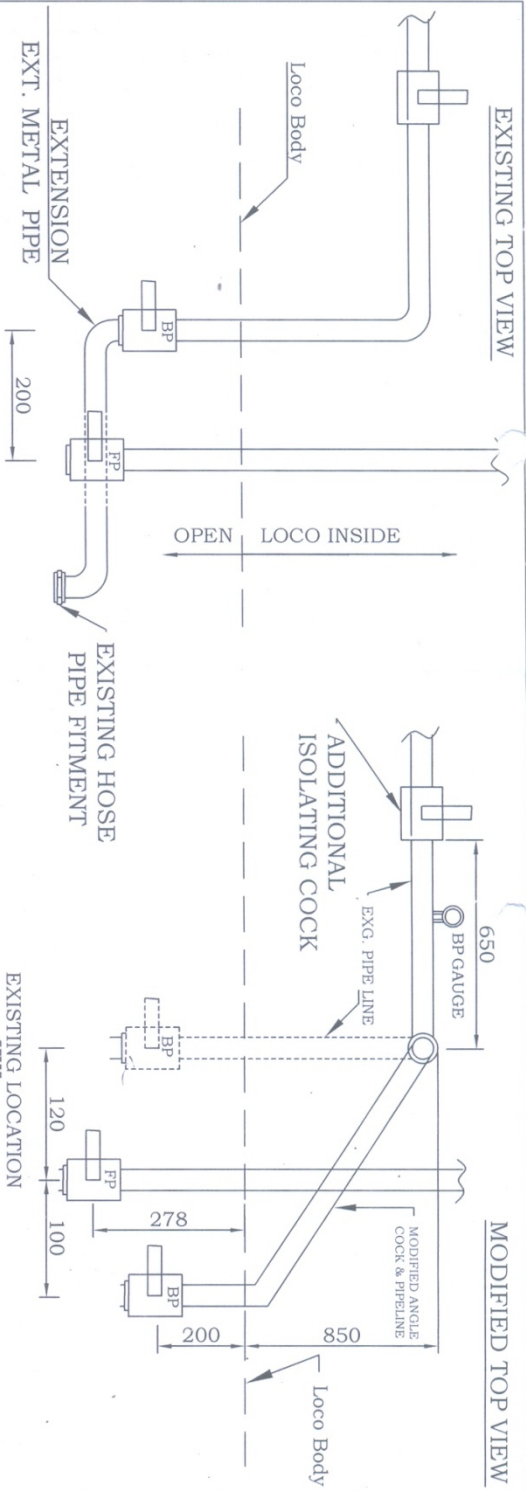 EXISTING TOP VIEW
Loco Body
EXTENSION
EXT. METAL PIPE
BP
FP
200
OPEN LOCO INSIDE
EXISTING HOSE
PIPE FITMENT
MODIFIED TOP VIEW
ADDITIONAL
ISOLATING COCK
650
BP GAUGE
EXG. PIPE LINE
MODIFIED ANGLE
COCK & PIPELINE
BP
FP
BP
120
100
278
200
850
Loco Body
EXISTING LOCATION